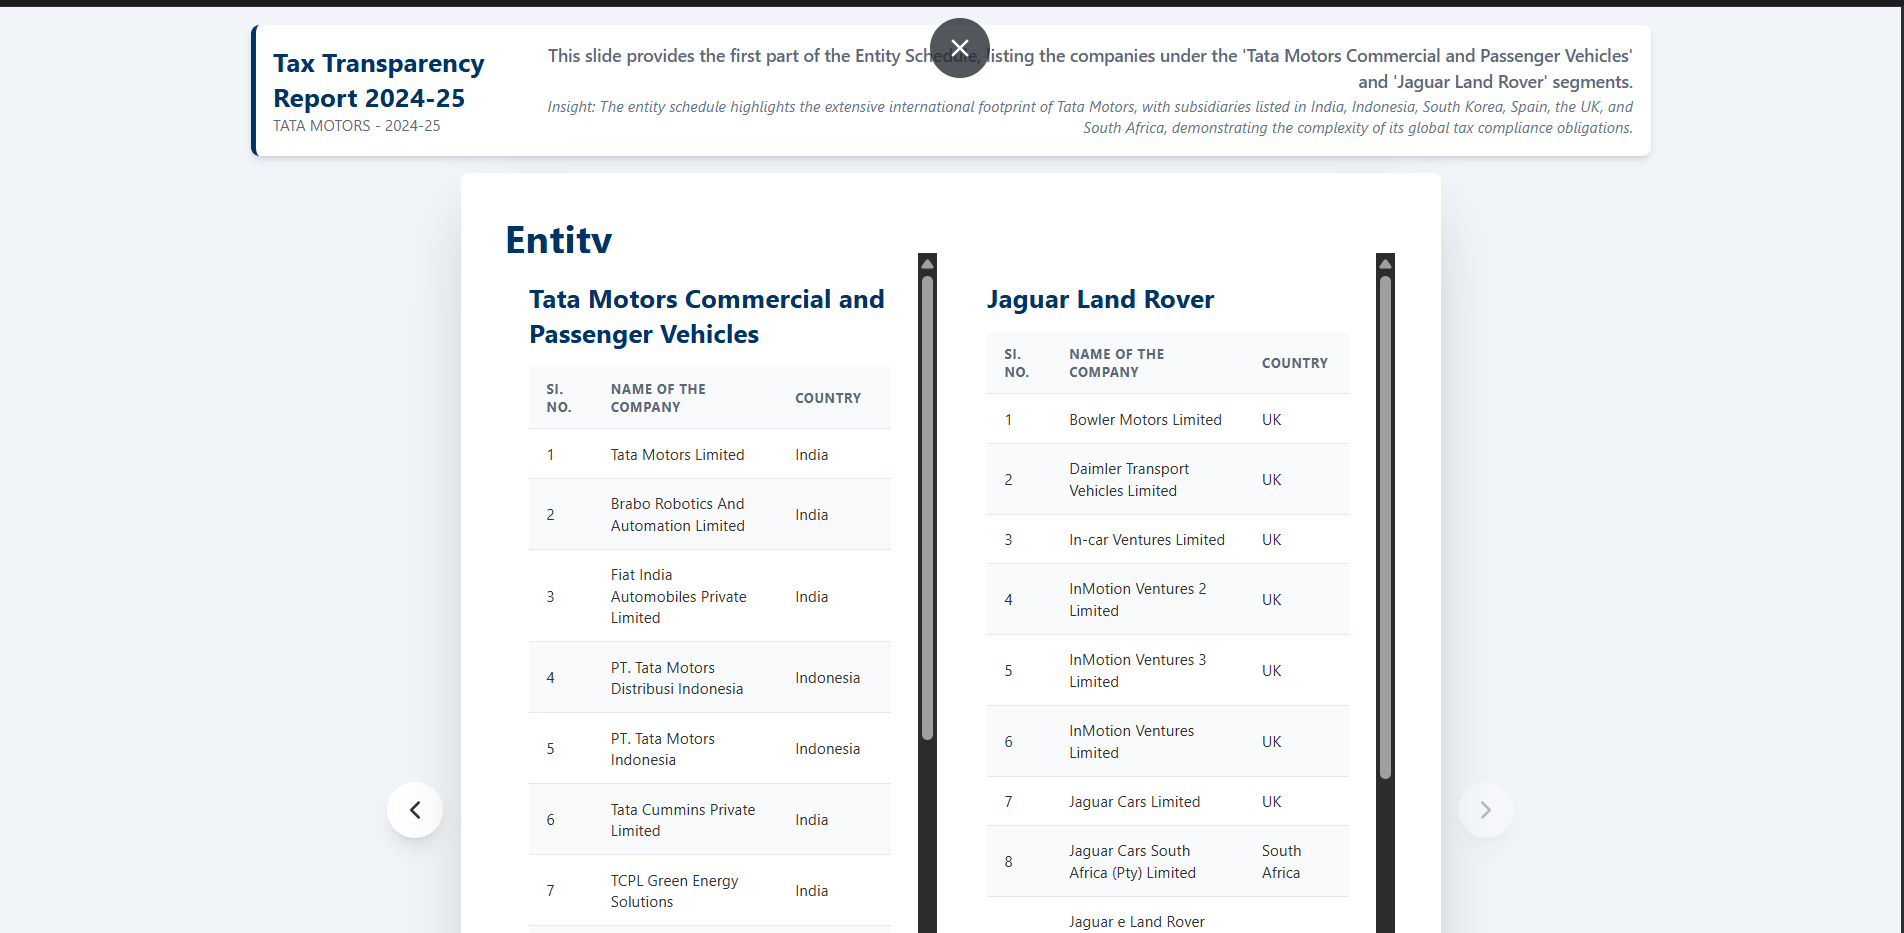 Tax Transparency
Report 2024-25
TATA MOTORS - 2024-25
This slide provides the first part of the Entity Schedule, listing the companies under the 'Tata Motors Commercial and Passenger Vehicles'
and 'Jaguar Land Rover' segments.
Insight: The entity schedule highlights the extensive international footprint of Tata Motors, with subsidiaries listed in India, Indonesia, South Korea, Spain, the UK, and
South Africa, demonstrating the complexity of its global tax compliance obligations.
Entity
Tata Motors Commercial and
Passenger Vehicles
SI.
NO.
NAME OF THE
COMPANY
COUNTRY
1
Tata Motors Limited
India
2
Brabo Robotics And
Automation Limited
India
3
Fiat India
Automobiles Private
Limited
India
4
PT. Tata Motors
Distribusi Indonesia
Indonesia
5
PT. Tata Motors
Indonesia
Indonesia
6
Tata Cummins Private
Limited
India
7
TCPL Green Energy
Solutions
India
Jaguar Land Rover
SI.
NO.
NAME OF THE
COMPANY
COUNTRY
1
Bowler Motors Limited
UK
2
Daimler Transport
Vehicles Limited
UK
3
In-car Ventures Limited
UK
4
InMotion Ventures 2
Limited
UK
5
InMotion Ventures 3
Limited
UK
6
InMotion Ventures
Limited
UK
7
Jaguar Cars Limited
UK
8
Jaguar Cars South
Africa (Pty) Limited
South
Africa
Jaguar e Land Rover